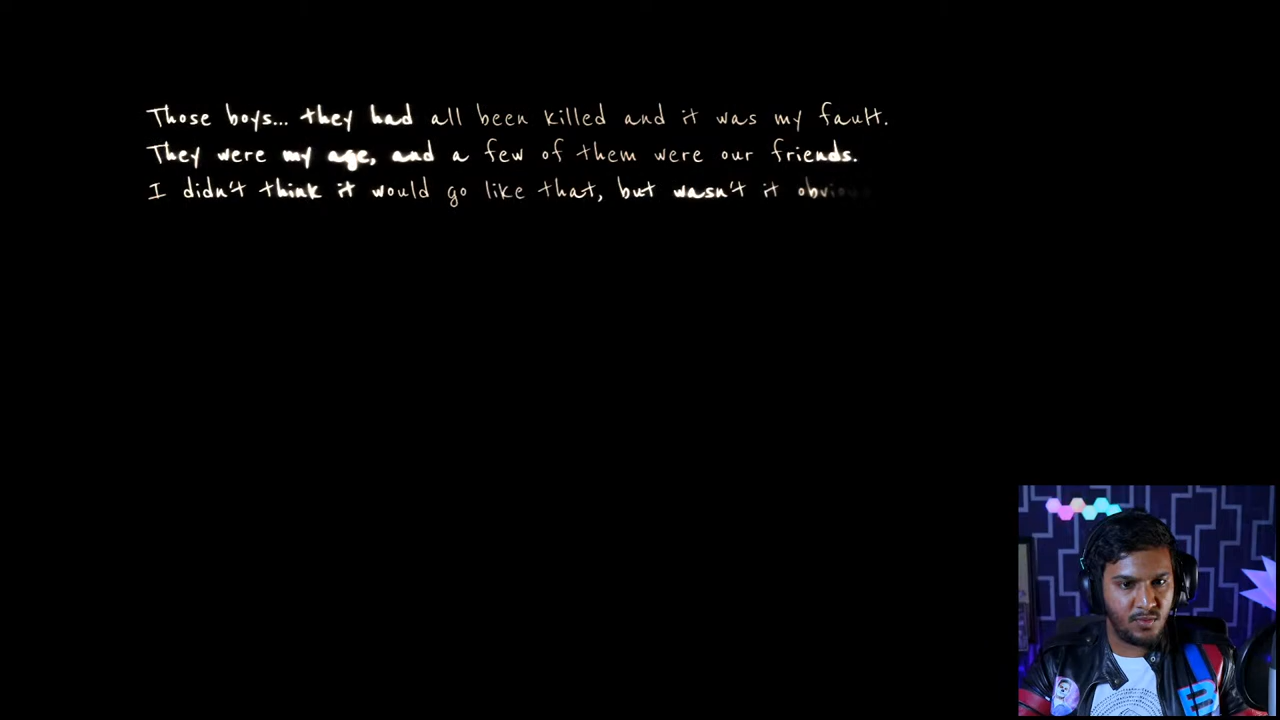 Those boys... they had all been killed and it was my fault.
They were my age, and a few of them were our friends.
I didn't think it would go like that, but wasn't it obviou